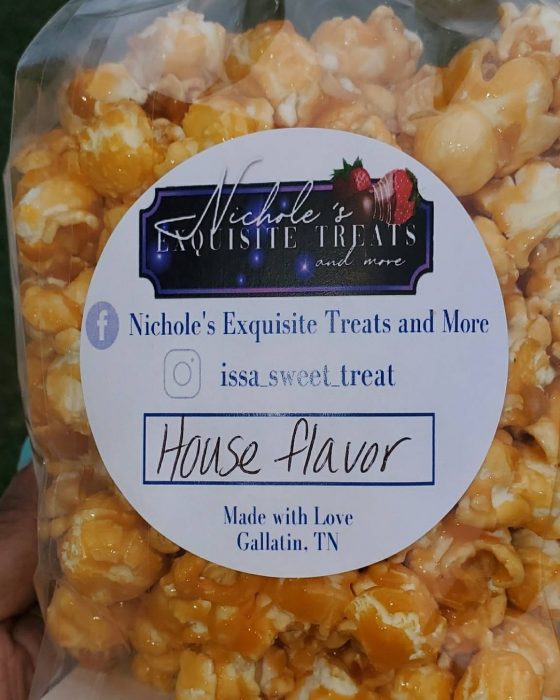 Nichole's
EXQUISITE TREATS
and more
Nichole's Exquisite Treats and More
issa_sweet_treat
House flavor
Made with Love
Gallatin, TN